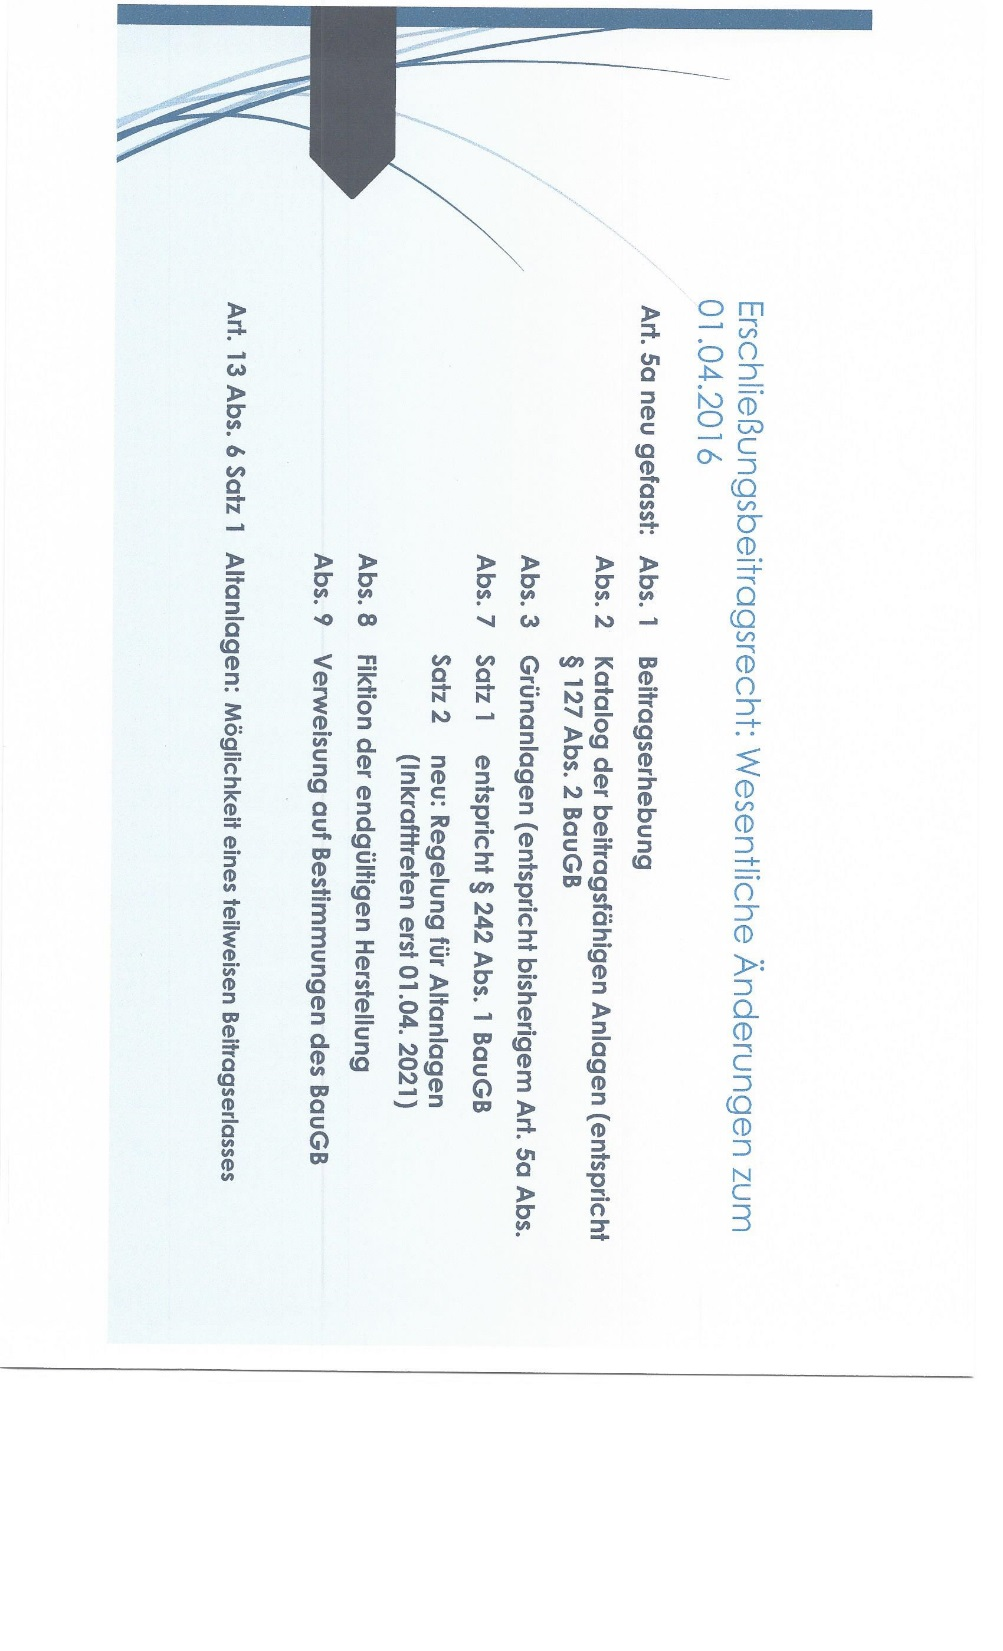 Erschließungsbeitragsrecht: Wesentliche Änderungen zum
01.04.2016
Art. 5a neu gefasst: Abs. 1 Beitragserhebung
Abs. 2 Katalog der beitragsfähigen Anlagen (entspricht
§ 127 Abs. 2 BauGB
Abs. 3 Grünanlagen (entspricht bisherigem Art. 5a Abs.
Abs. 7 Satz 1 entspricht § 242 Abs. 1 BauGB
Satz 2 neu: Regelung für Altanlagen
(Inkrafttreten erst 01.04. 2021)
Abs. 8 Fiktion der endgültigen Herstellung
Abs. 9 Verweisung auf Bestimmungen des BauGB
Art. 13 Abs. 6 Satz 1 Altanlagen: Möglichkeit eines teilweisen Beitragserlasses